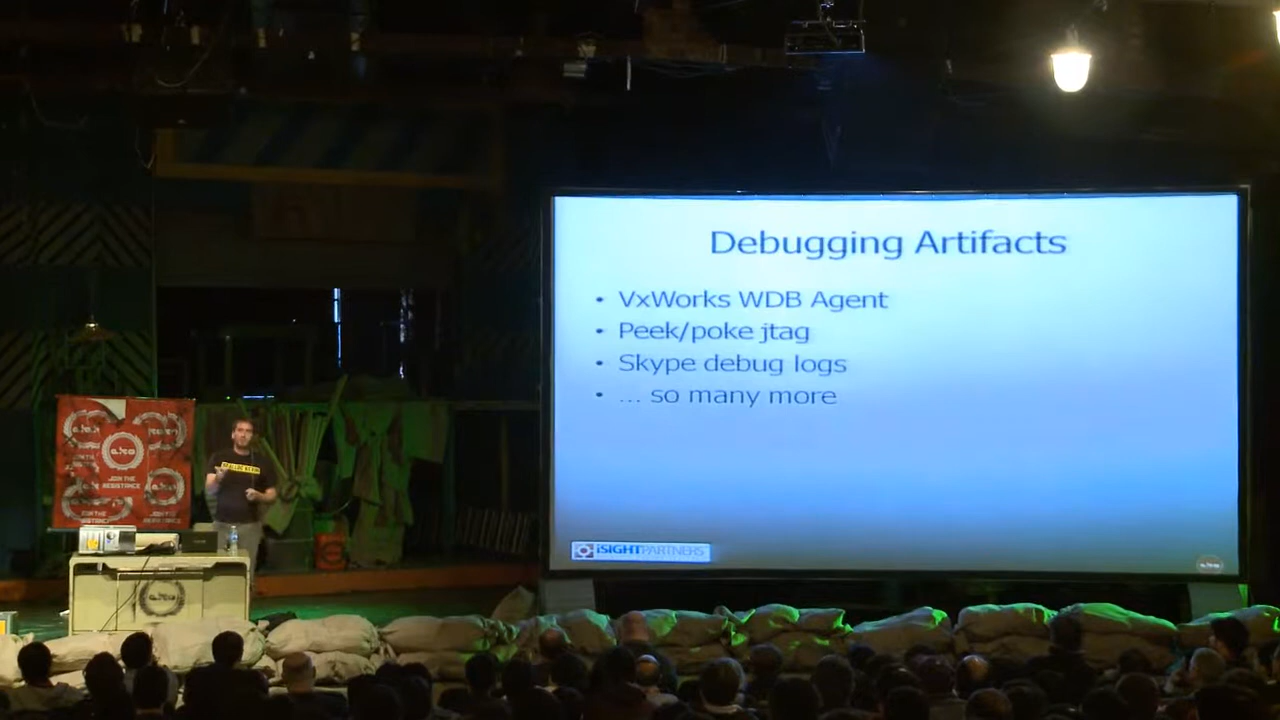 Debugging Artifacts
• VxWorks WDB Agent
• Peek/poke jtag
• Skype debug logs
• ... so many more
iSIGHTPARTNERS
JOIN THE
RESISTANCE